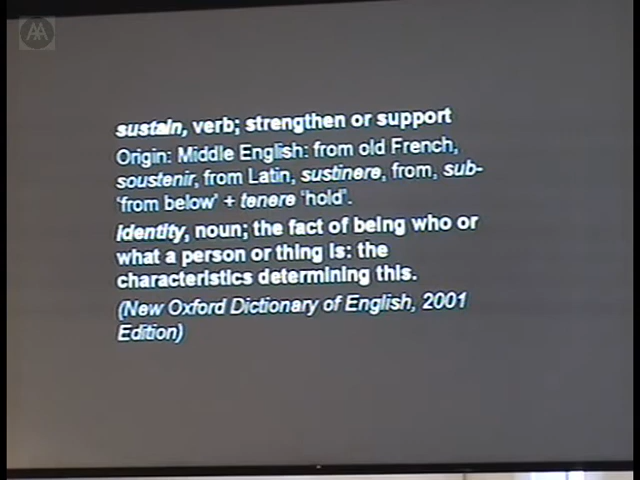 AA
sustain, verb; strengthen or support
Origin: Middle English: from old French,
soustenir, from Latin, sustinere, from, sub-
'from below' + tenere 'hold'.
identity, noun; the fact of being who or
what a person or thing is: the
characteristics determining this.
(New Oxford Dictionary of English, 2001
Edition)